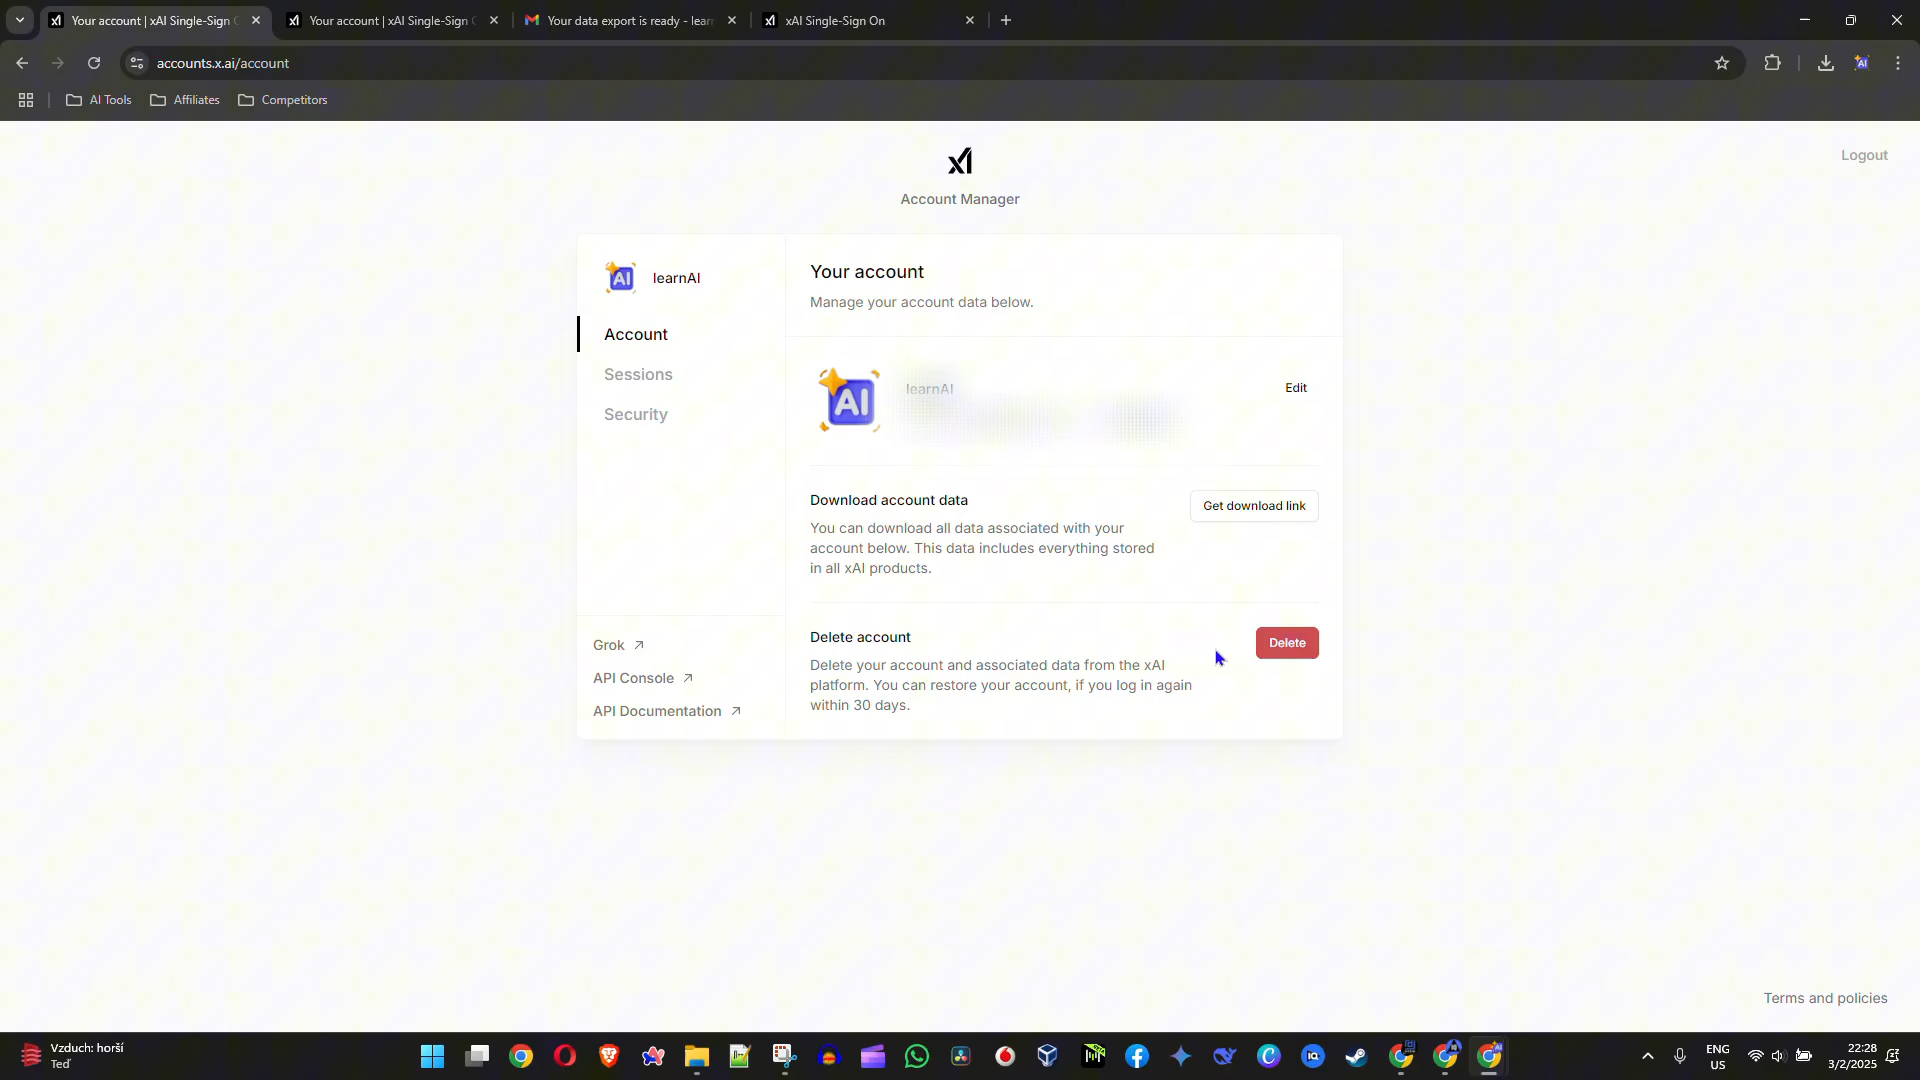 Your account | xAI Single-Sign
Your account | xAI Single-Sign
Your data export is ready - lear
xAI Single-Sign On
accounts.x.ai/account
AI Tools
Affiliates
Competitors
Logout
Account Manager
learnAI
Account
Sessions
Security
Grok
API Console
API Documentation
Your account
Manage your account data below.
AI
learnAI
Edit
Download account data
Get download link
You can download all data associated with your
account below. This data includes everything stored
in all xAI products.
Delete account
Delete
Delete your account and associated data from the xAI
platform. You can restore your account, if you log in again
within 30 days.
Terms and policies
Vzduch: horší
Teď
ENG
US
22:28
3/2/2025